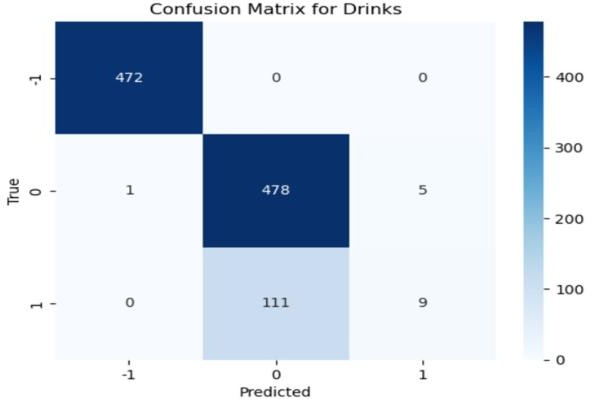 Confusion Matrix for Drinks
-1 472 0 0
400
300
0 1 478 5
True
200
100
1 0 111 9
0
-1 0 1
Predicted